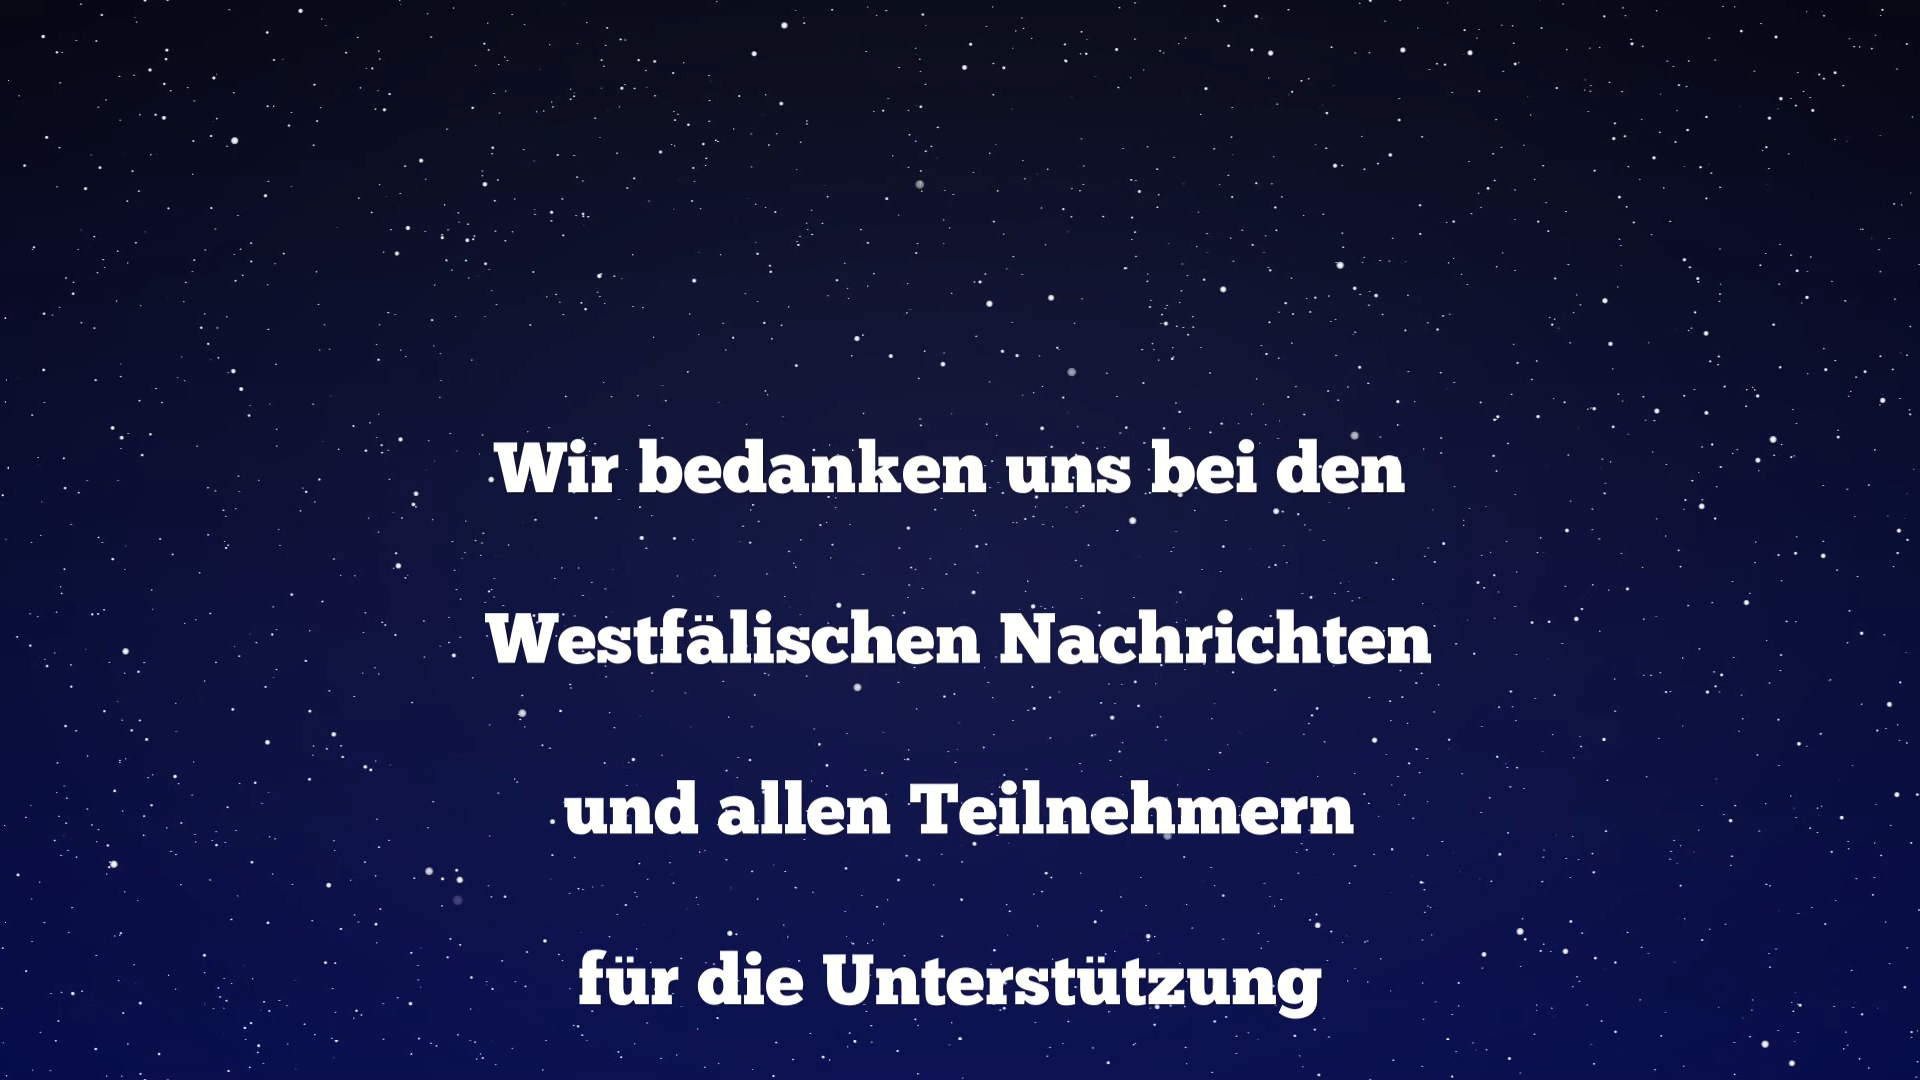 Wir bedanken uns bei den
Westfälischen Nachrichten
und allen Teilnehmern
für die Unterstützung